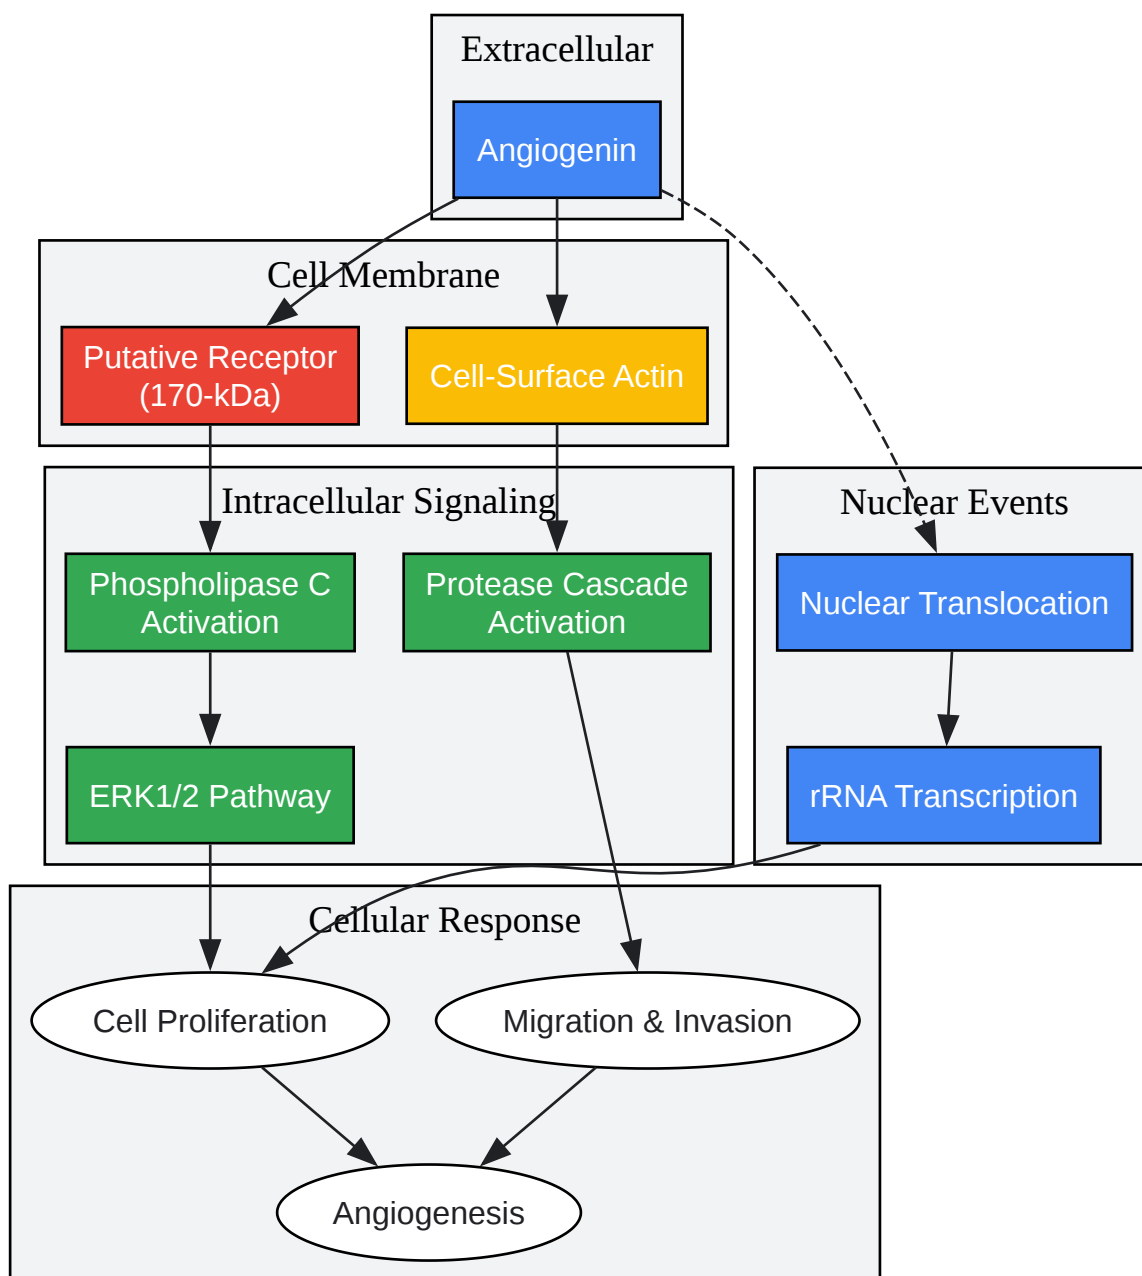 Extracellular
Angiogenin
Cell Membrane
Putative Receptor
(170-kDa)
Cell-Surface Actin
Intracellular Signaling
Nuclear Events
Phospholipase C
Activation
Protease Cascade
Activation
Nuclear Translocation
ERK1/2 Pathway
rRNA Transcription
Cellular Response
Cell Proliferation
Migration & Invasion
Angiogenesis